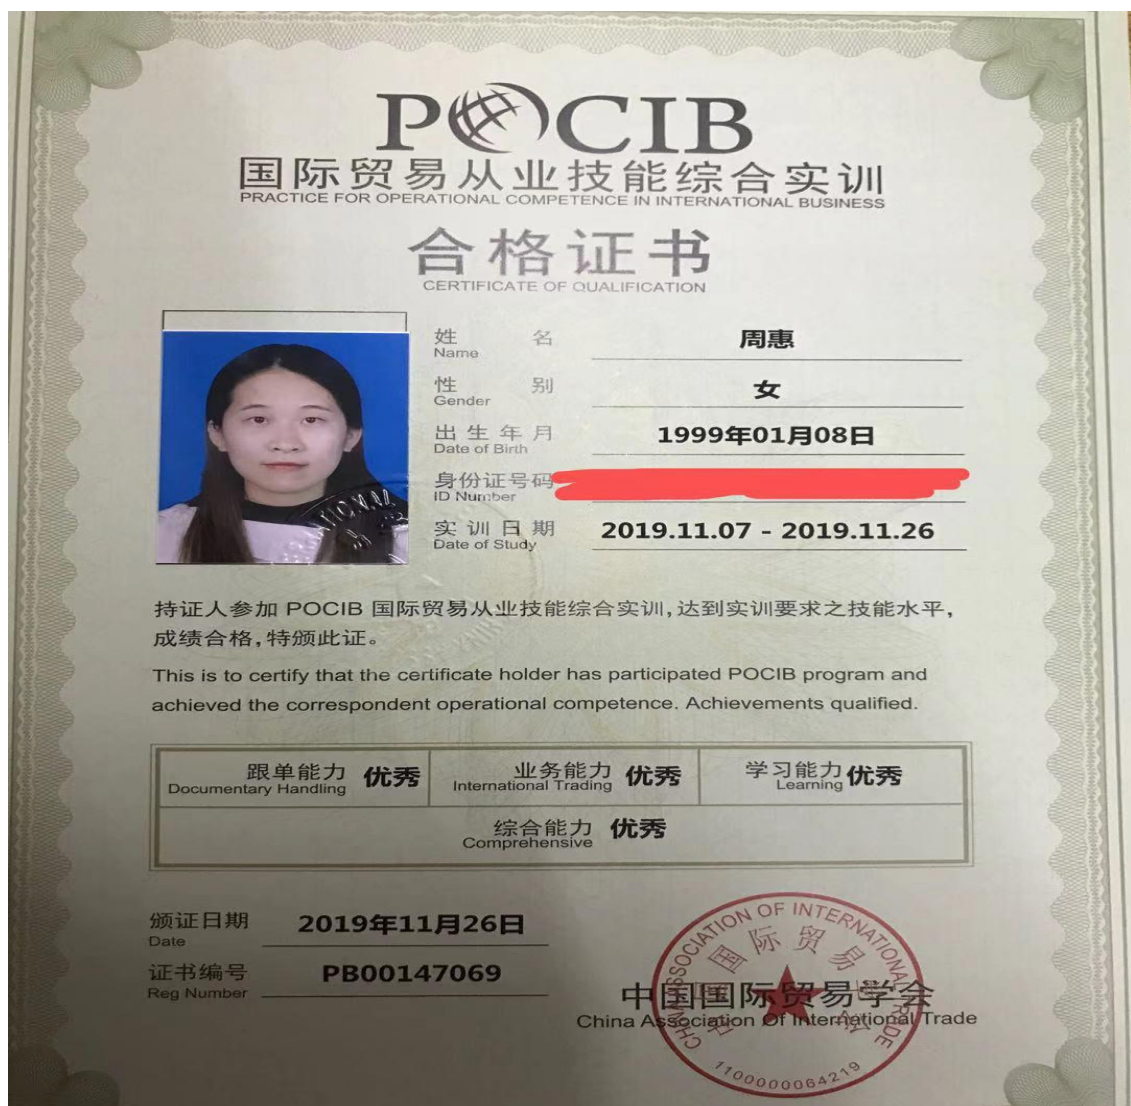 POCIB
国际贸易从业技能综合实训
PRACTICE FOR OPERATIONAL COMPETENCE IN INTERNATIONAL BUSINESS
合格证书
CERTIFICATE OF QUALIFICATION
姓 名 周惠
Name
性 别 女
Gender
出生年月 1999年01月08日
Date of Birth
身份证号码
ID Number
实训日期 2019.11.07 - 2019.11.26
Date of Study
持证人参加 POCIB 国际贸易从业技能综合实训,达到实训要求之技能水平,
成绩合格,特颁此证。
This is to certify that the certificate holder has participated POCIB program and
achieved the correspondent operational competence. Achievements qualified.
跟单能力 优秀 业务能力 优秀 学习能力 优秀
Documentary Handling International Trading Learning
综合能力 优秀
Comprehensive
颁证日期 2019年11月26日
Date
证书编号 PB00147069
Reg Number
中国国际贸易学会
China Association Of International Trade
CHINA ASSOCIATION OF INTERNATIONAL TRADE
中国国际贸易学会
1100000064219